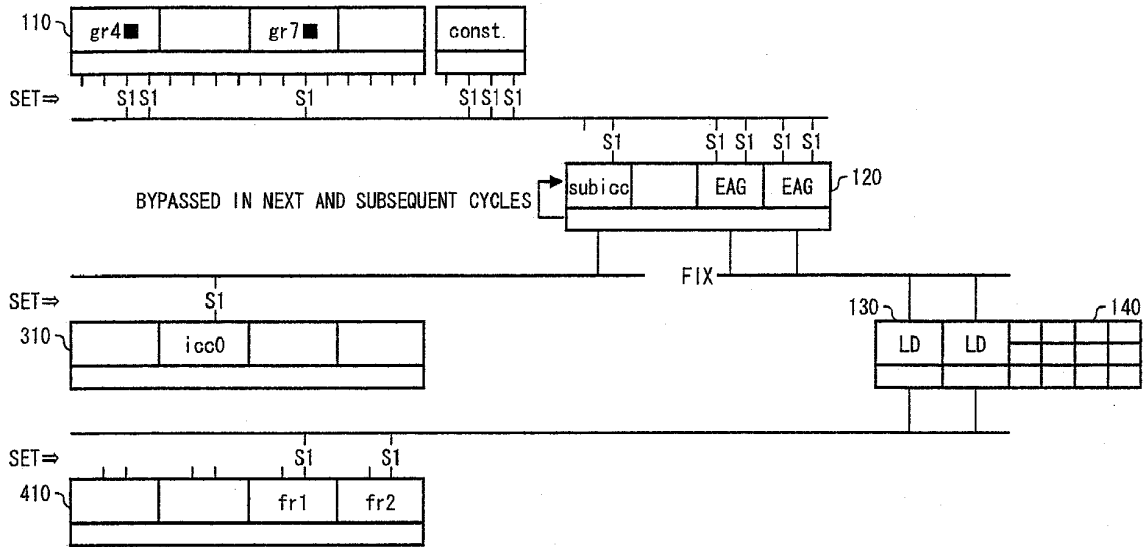 110
gr4■ gr7■ const.
SET⇒ S1 S1 S1 S1 S1 S1
S1 S1 S1 S1 S1
BYPASSED IN NEXT AND SUBSEQUENT CYCLES subicc EAG EAG 120
FIX
SET⇒ S1 130 140
310 icc0 LD LD
SET⇒ S1 S1
410 fr1 fr2